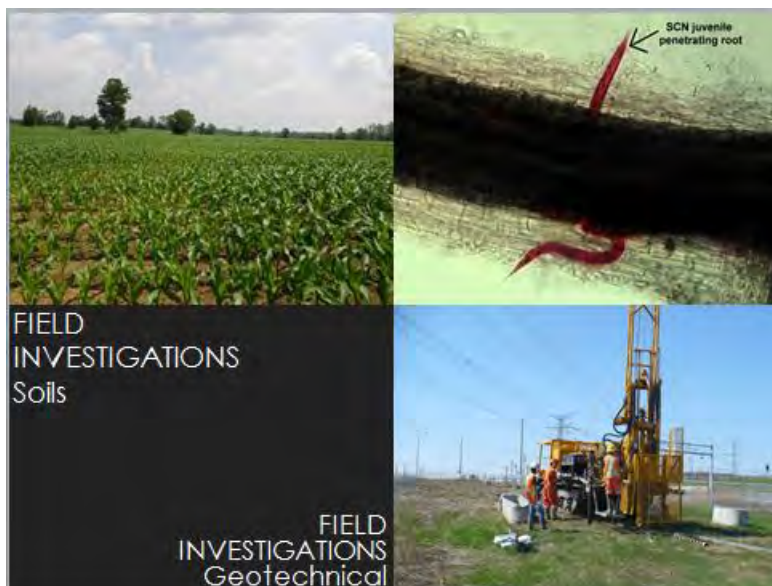 SCN juvenile
penetrating root
FIELD
INVESTIGATIONS
Soils
FIELD
INVESTIGATIONS
Geotechnical